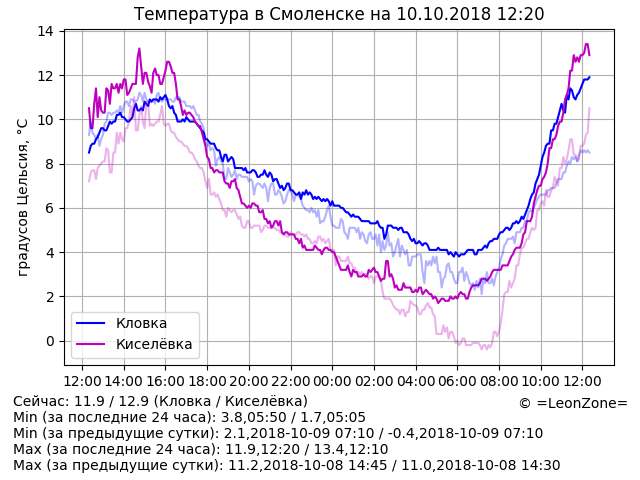 Температура в Смоленске на 10.10.2018 12:20
градусов Цельсия, °C
14
12
10
8
6
4
2
0
Кловка
Киселёвка
12:00 14:00 16:00 18:00 20:00 22:00 00:00 02:00 04:00 06:00 08:00 10:00 12:00
Сейчас: 11.9 / 12.9 (Кловка / Киселёвка)
© =LeonZone=
Min (за последние 24 часа): 3.8,05:50 / 1.7,05:05
Min (за предыдущие сутки): 2.1,2018-10-09 07:10 / -0.4,2018-10-09 07:10
Max (за последние 24 часа): 11.9,12:20 / 13.4,12:10
Max (за предыдущие сутки): 11.2,2018-10-08 14:45 / 11.0,2018-10-08 14:30